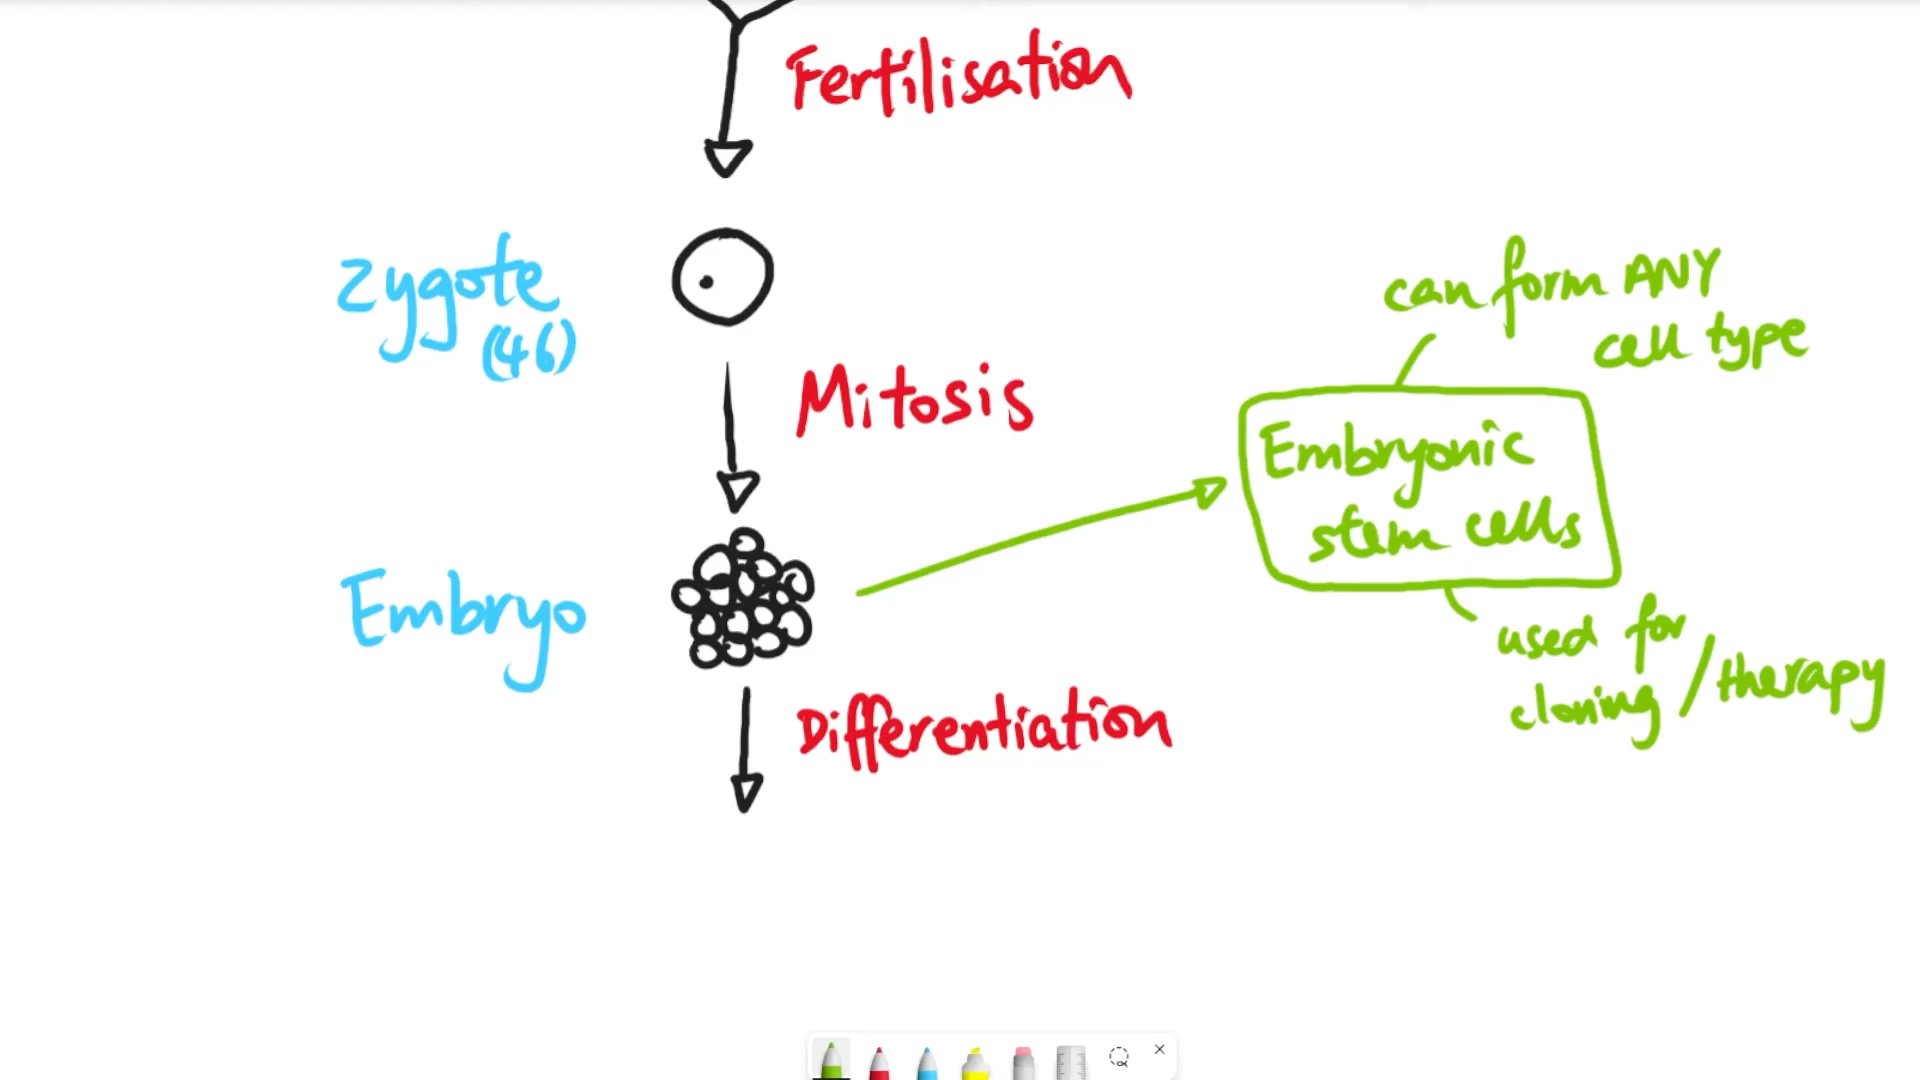 Fertilisation
Zygote
(46)
can form ANY
cell type
Mitosis
Embryonic
stem cells
Embryo
used for
cloning/therapy
Differentiation